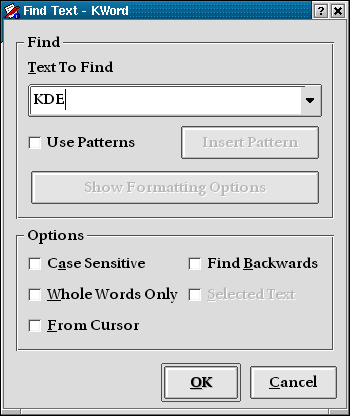 Find Text - KWord
Find
Text To Find
KDE
Use Patterns Insert Pattern
Show Formatting Options
Options
Case Sensitive Find Backwards
Whole Words Only Selected Text
From Cursor
OK Cancel